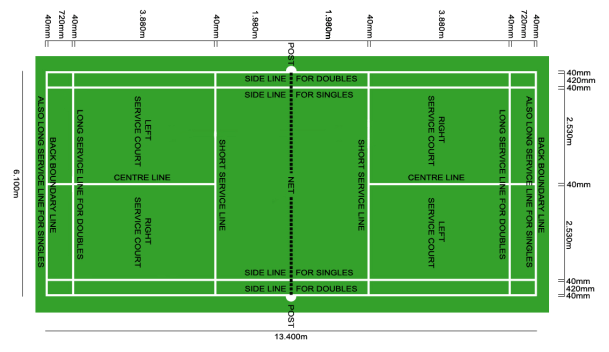 40mm
720mm
40mm
3.880m
40mm
1.980m
1.980m
40mm
3.880m
40mm
720mm
40mm
POST
SIDE LINE FOR DOUBLES
SIDE LINE FOR SINGLES
40mm
420mm
40mm
2.530m
40mm
2.530m
40mm
420mm
40mm
6.100m
ALSO LONG SERVICE LINE FOR SINGLES
BACK BOUNDARY LINE
LONG SERVICE LINE FOR DOUBLES
LEFT
SERVICE COURT
CENTRE LINE
RIGHT
SERVICE COURT
SHORT SERVICE LINE
NET
SHORT SERVICE LINE
RIGHT
SERVICE COURT
CENTRE LINE
LEFT
SERVICE COURT
LONG SERVICE LINE FOR DOUBLES
ALSO LONG SERVICE LINE FOR SINGLES
BACK BOUNDARY LINE
SIDE LINE FOR SINGLES
SIDE LINE FOR DOUBLES
POST
13.400m